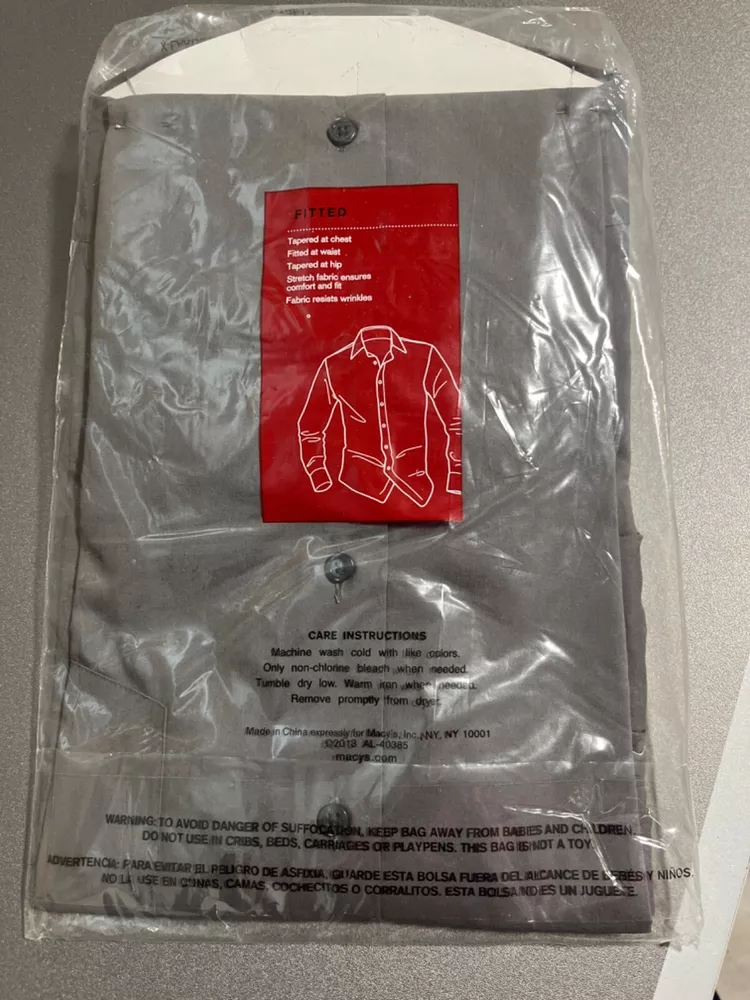 FITTED
Tapered at chest
Fitted at waist
Tapered at hip
Stretch fabric ensures
comfort and fit
Fabric resists wrinkles
CARE INSTRUCTIONS
Machine wash cold with like colors.
Only non-chlorine bleach when needed.
Tumble dry low. Warm iron when needed.
Remove promptly from dryer.
Made in China expressly for Macy's, Inc., NY, NY 10001
©2013 AL-40385
macys.com
WARNING: TO AVOID DANGER OF SUFFOCATION, KEEP BAG AWAY FROM BABIES AND CHILDREN.
DO NOT USE IN CRIBS, BEDS, CARRIAGES OR PLAYPENS. THIS BAG IS NOT A TOY.
ADVERTENCIA: PARA EVITAR EL PELIGRO DE ASFIXIA, GUARDE ESTA BOLSA FUERA DEL ALCANCE DE BEBÉS Y NIÑOS.
NO LA USE EN CUNAS, CAMAS, COCHECITOS O CORRALITOS. ESTA BOLSA NO ES UN JUGUETE.